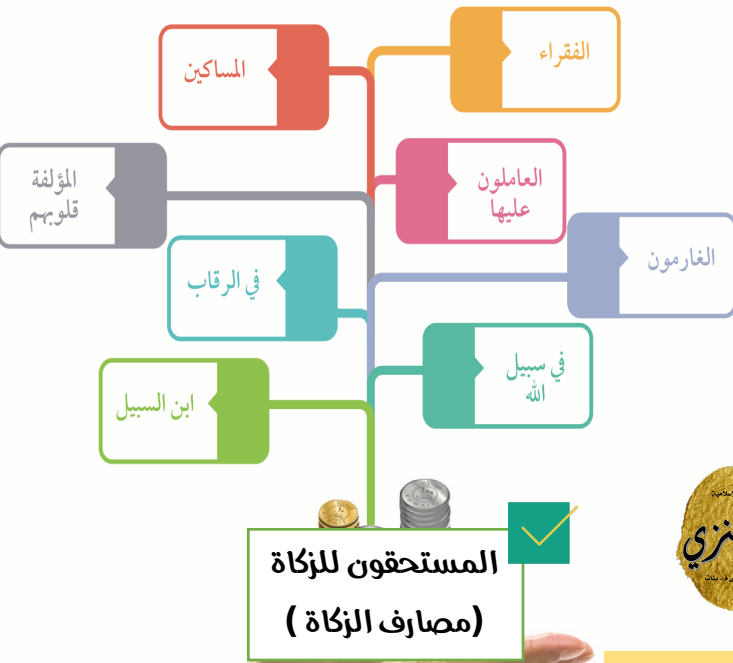 الفقراء
المساكين
العاملون
عليها
المؤلفة
قلوبهم
الغارمون
في الرقاب
في سبيل
الله
ابن السبيل
المستحقون للزكاة
(مصارف الزكاة )